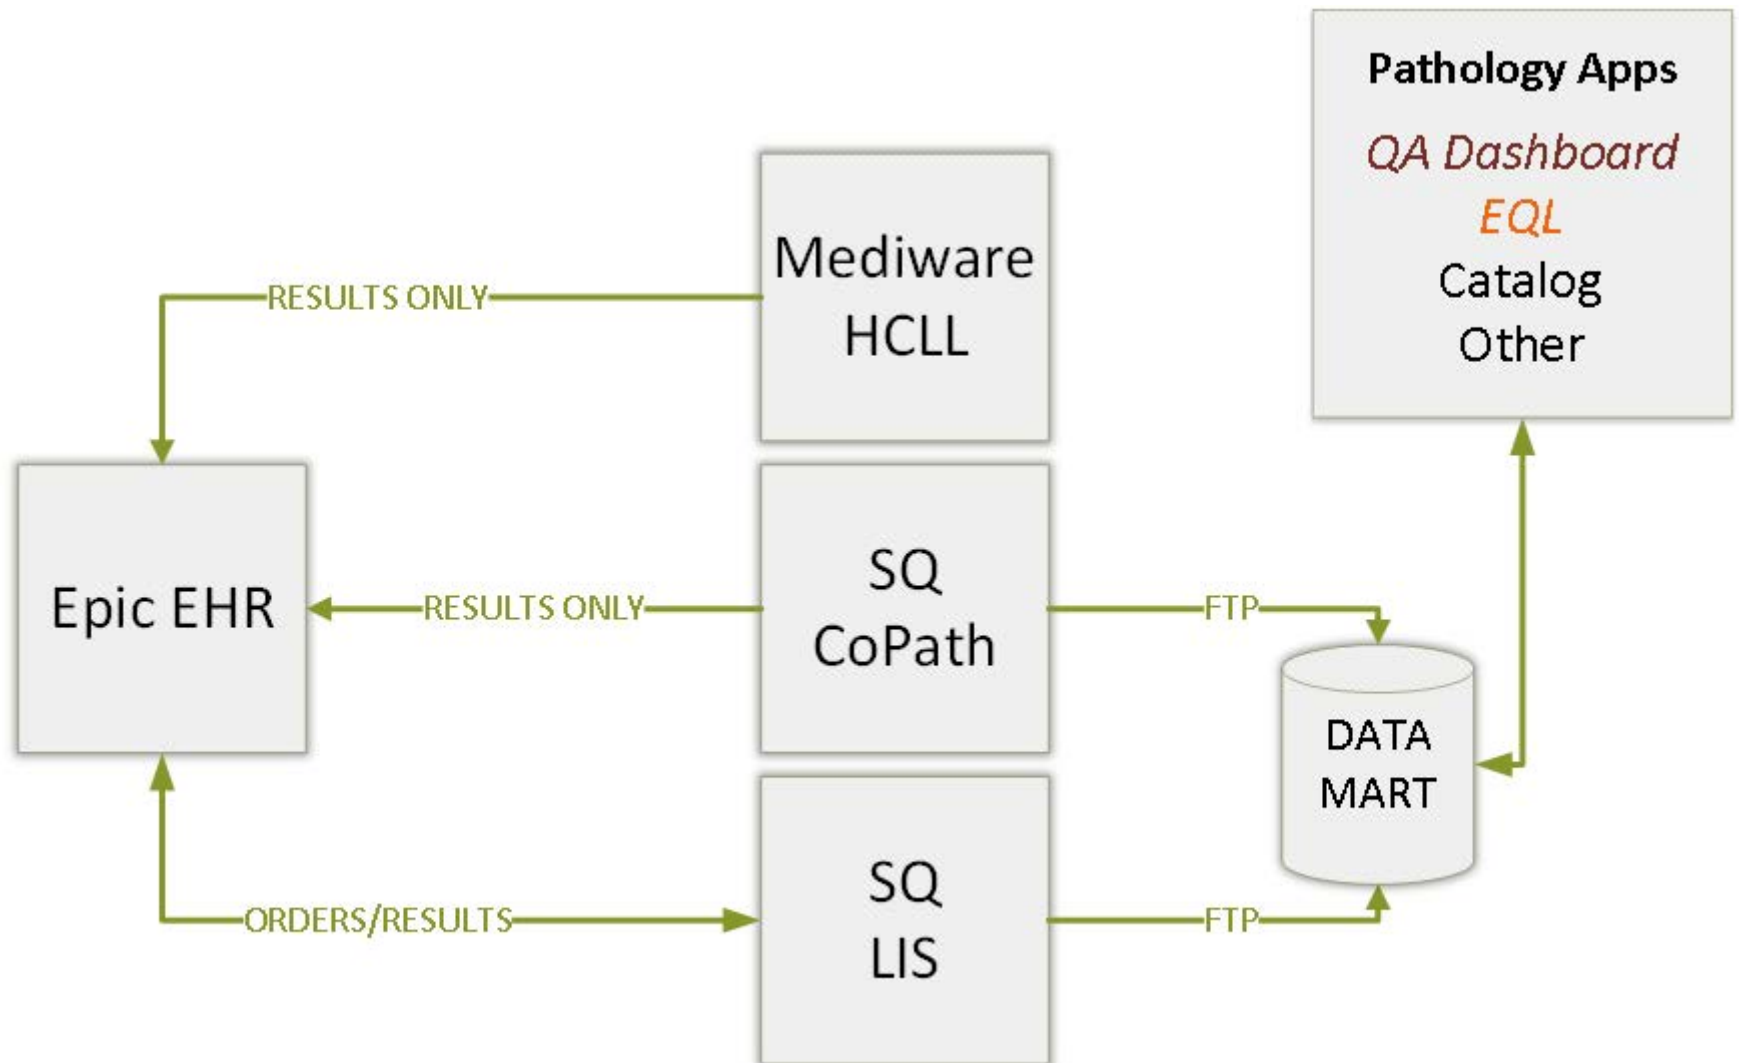 Pathology Apps
QA Dashboard
EQL
Catalog
Other
Mediware
HCLL
RESULTS ONLY
Epic EHR
RESULTS ONLY
SQ
CoPath
FTP
DATA
MART
ORDERS/RESULTS
SQ
LIS
FTP